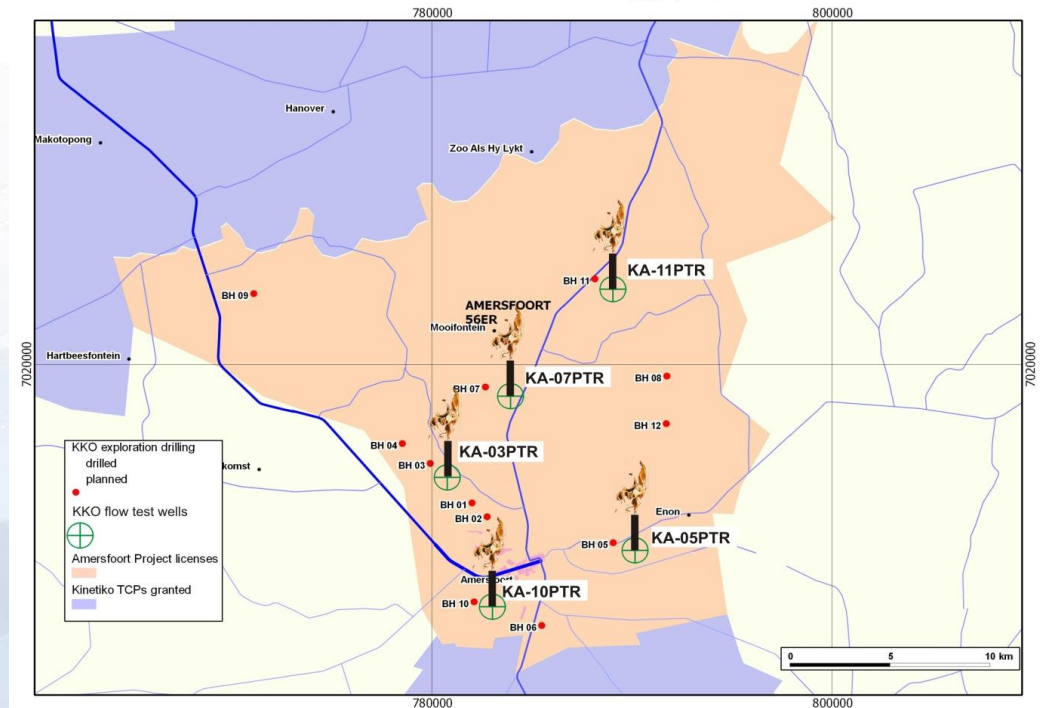 780000
800000
Hanover
Makotopong
Zoo Als Hy Lykt
KA-11PTR
BH 11
BH 09
AMERSFOORT
56ER
Mooifontein
Hartbeesfontein
7020000
7020000
KA-07PTR
BH 07
BH 08
BH 12
KA-03PTR
BH 04
BH 03
komst
KKO exploration drilling
drilled
planned
KKO flow test wells
Amersfoort Project licenses
Kinetiko TCPs granted
BH 01
BH 02
Enon
BH 05
KA-05PTR
Amersfoort
KA-10PTR
BH 10
BH 06
0 5 10 km
780000
800000